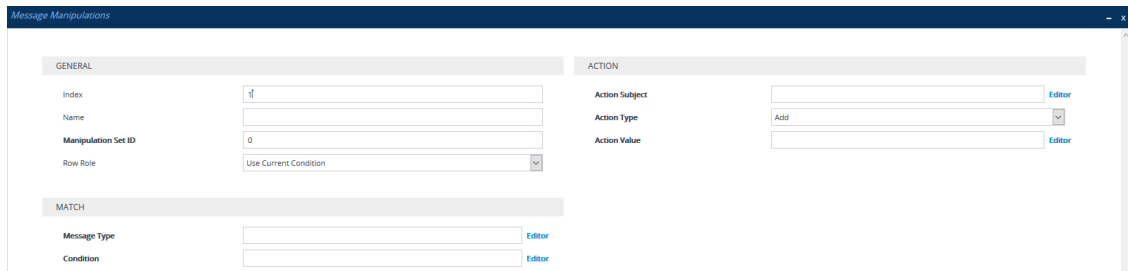 Message Manipulations
– x
GENERAL
Index 1
Name
Manipulation Set ID 0
Row Role Use Current Condition
MATCH
Message Type Editor
Condition Editor
ACTION
Action Subject Editor
Action Type Add
Action Value Editor